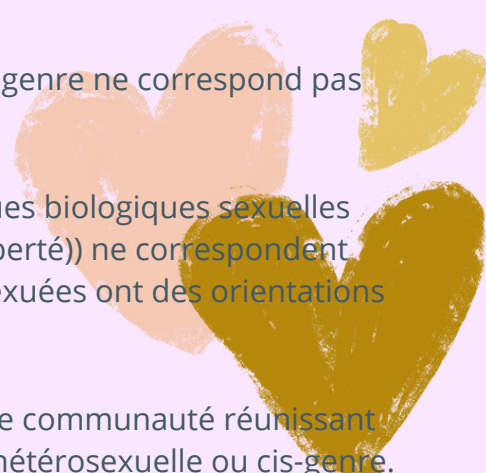 genre ne correspond pas
ues biologiques sexuelles
perté)) ne correspondent
exuées ont des orientations
e communauté réunissant
hétérosexuelle ou cis-genre.